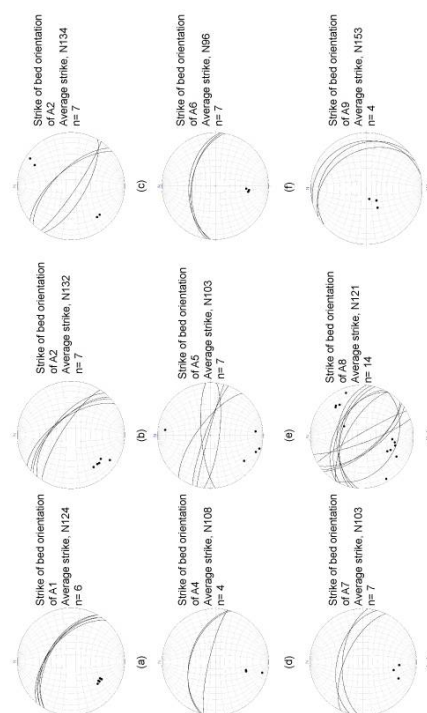 Strike of bed orientation
of A1
Average strike, N124
n= 6
(a)
Strike of bed orientation
of A2
Average strike, N132
n= 7
(b)
Strike of bed orientation
of A2
Average strike, N134
n= 7
(c)
Strike of bed orientation
of A4
Average strike, N108
n= 4
(d)
Strike of bed orientation
of A5
Average strike, N103
n= 7
(e)
Strike of bed orientation
of A6
Average strike, N96
n= 7
(f)
Strike of bed orientation
of A7
Average strike, N103
n= 7
Strike of bed orientation
of A8
Average strike, N121
n= 14
Strike of bed orientation
of A9
Average strike, N153
n= 4